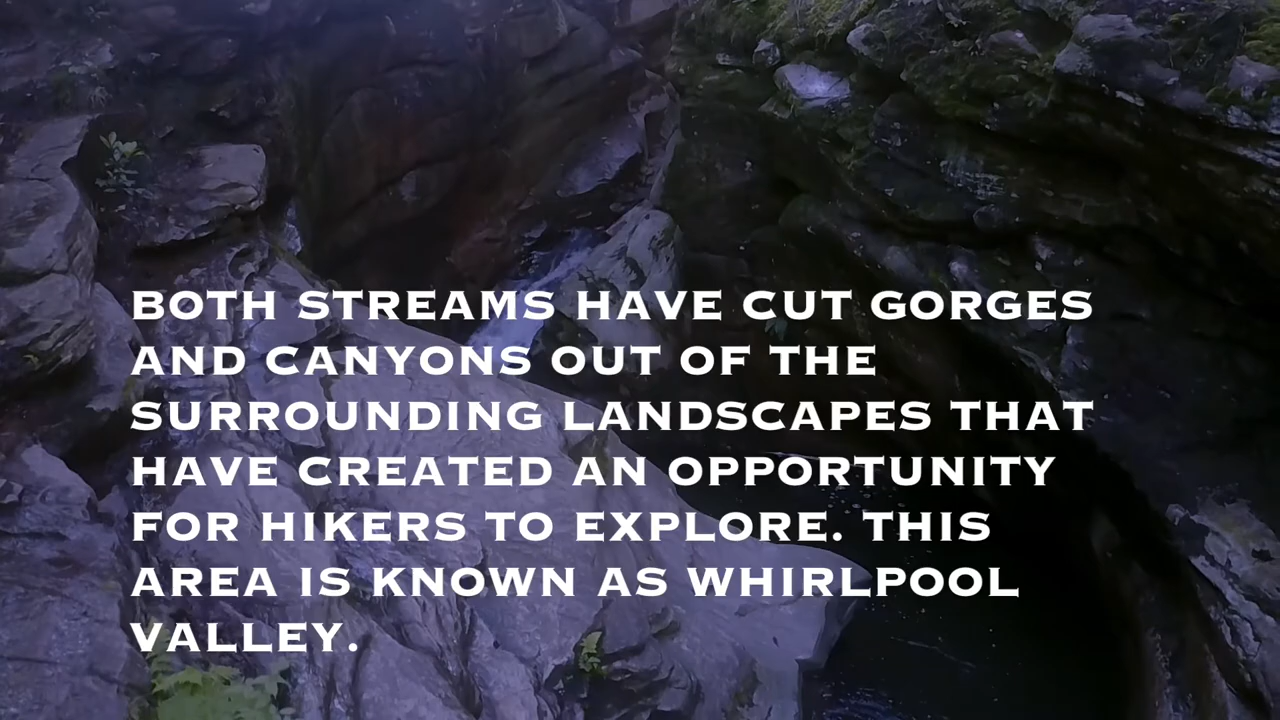 BOTH STREAMS HAVE CUT GORGES
AND CANYONS OUT OF THE
SURROUNDING LANDSCAPES THAT
HAVE CREATED AN OPPORTUNITY
FOR HIKERS TO EXPLORE. THIS
AREA IS KNOWN AS WHIRLPOOL
VALLEY.